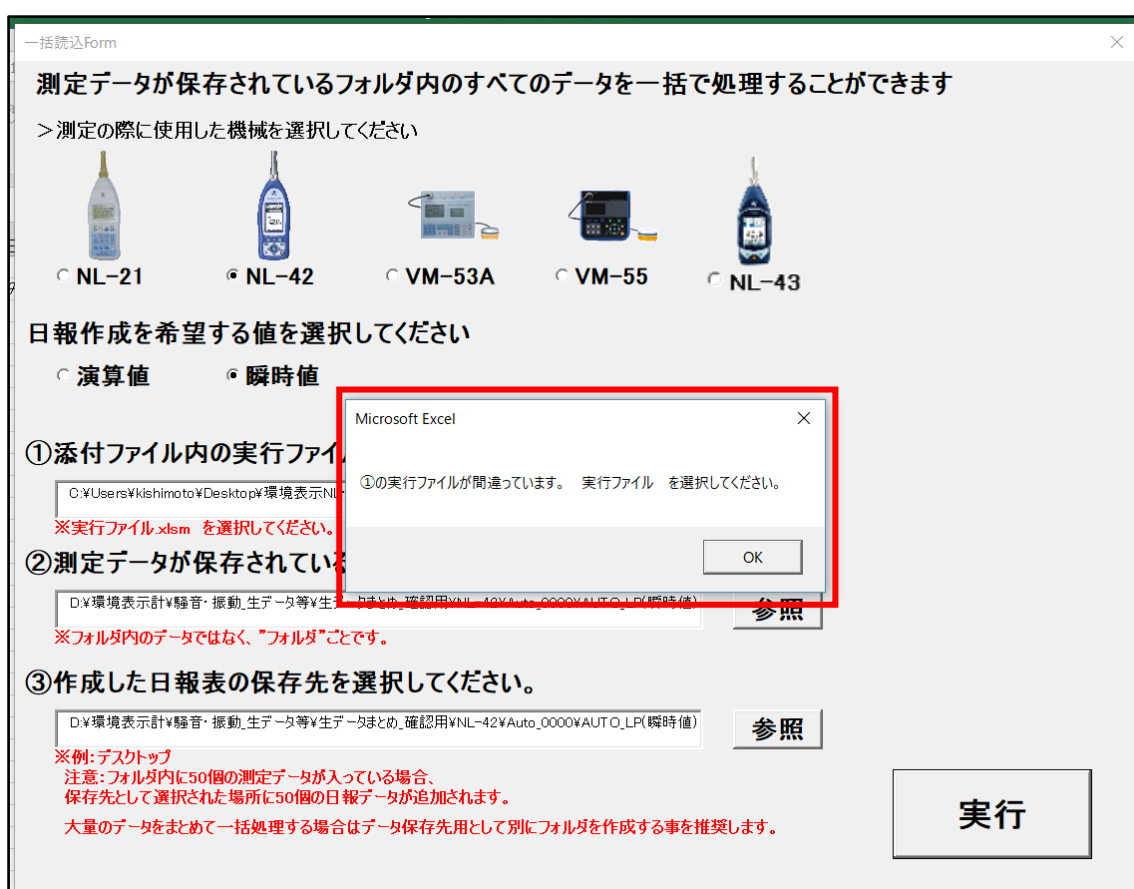 一括読込Form
測定データが保存されているフォルダ内のすべてのデータを一括で処理することができます
＞測定の際に使用した機械を選択してください
NL-21 NL-42 VM-53A VM-55 NL-43
日報作成を希望する値を選択してください
演算値 瞬時値
Microsoft Excel
①の実行ファイルが間違っています。 実行ファイル を選択してください。
OK
①添付ファイル内の実行ファイ
C:¥Users¥kishimoto¥Desktop¥環境表示NL-
※実行ファイル.xlsm を選択してください。
②測定データが保存されている
D:¥環境表示計¥騒音・振動_生データ等¥生データまとめ_確認用¥NL-42¥Auto_0000¥AUTO_LP(瞬時値)
参照
※フォルダ内のデータではなく、"フォルダ"ごとです。
③作成した日報表の保存先を選択してください。
D:¥環境表示計¥騒音・振動_生データ等¥生データまとめ_確認用¥NL-42¥Auto_0000¥AUTO_LP(瞬時値)
参照
※例：デスクトップ
注意：フォルダ内に50個の測定データが入っている場合、
保存先として選択された場所に50個の日報データが追加されます。
大量のデータをまとめて一括処理する場合はデータ保存先用として別にフォルダを作成する事を推奨します。
実行